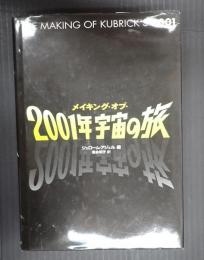 THE MAKING OF KUBRICK'S 2001
メイキング・オブ・
2001年宇宙の旅
ジェローム・アジェル 編